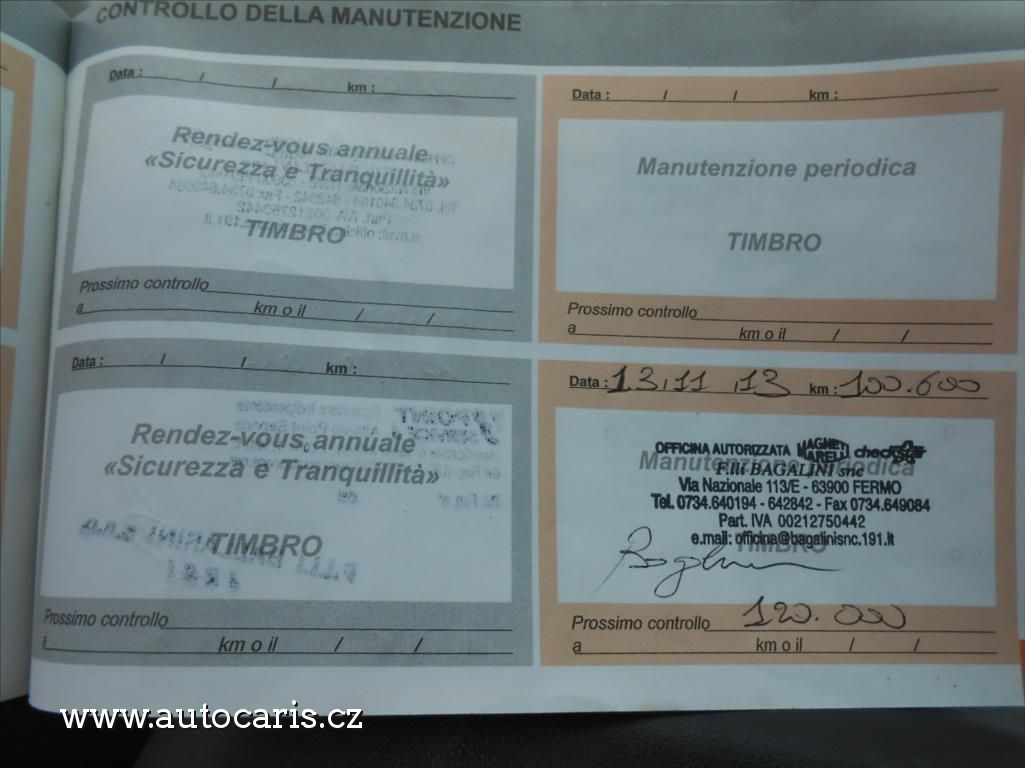 CONTROLLO DELLA MANUTENZIONE
Data : / / km :
Rendez-vous annuale
«Sicurezza e Tranquillità»
TIMBRO
Prossimo controllo
a km o il / /
Data : / / km :
Manutenzione periodica
TIMBRO
Prossimo controllo
a km o il / /
Data : / / km :
Rendez-vous annuale
«Sicurezza e Tranquillità»
TIMBRO
Prossimo controllo
a km o il / /
Data : 13.11.13 km : 100.600
Manutenzione periodica
OFFICINA AUTORIZZATA MAGNETI MARELLI checkstar
F.lli BAGALINI snc
Via Nazionale 113/E - 63900 FERMO
Tel. 0734.640194 - 642842 - Fax 0734.649084
Part. IVA 00212750442
e.mail: officina@bagalinisnc.191.it
TIMBRO
Prossimo controllo 120.000
a km o il / /
www.autocaris.cz